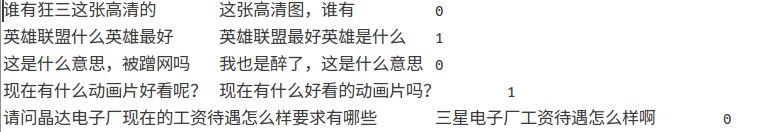 谁有狂三这张高清的 这张高清图，谁有 0
英雄联盟什么英雄最好 英雄联盟最好英雄是什么 1
这是什么意思，被蹭网吗 我也是醉了，这是什么意思 0
现在有什么动画片好看呢？ 现在有什么好看的动画片吗？ 1
请问晶达电子厂现在的工资待遇怎么样要求有哪些 三星电子厂工资待遇怎么样啊 0